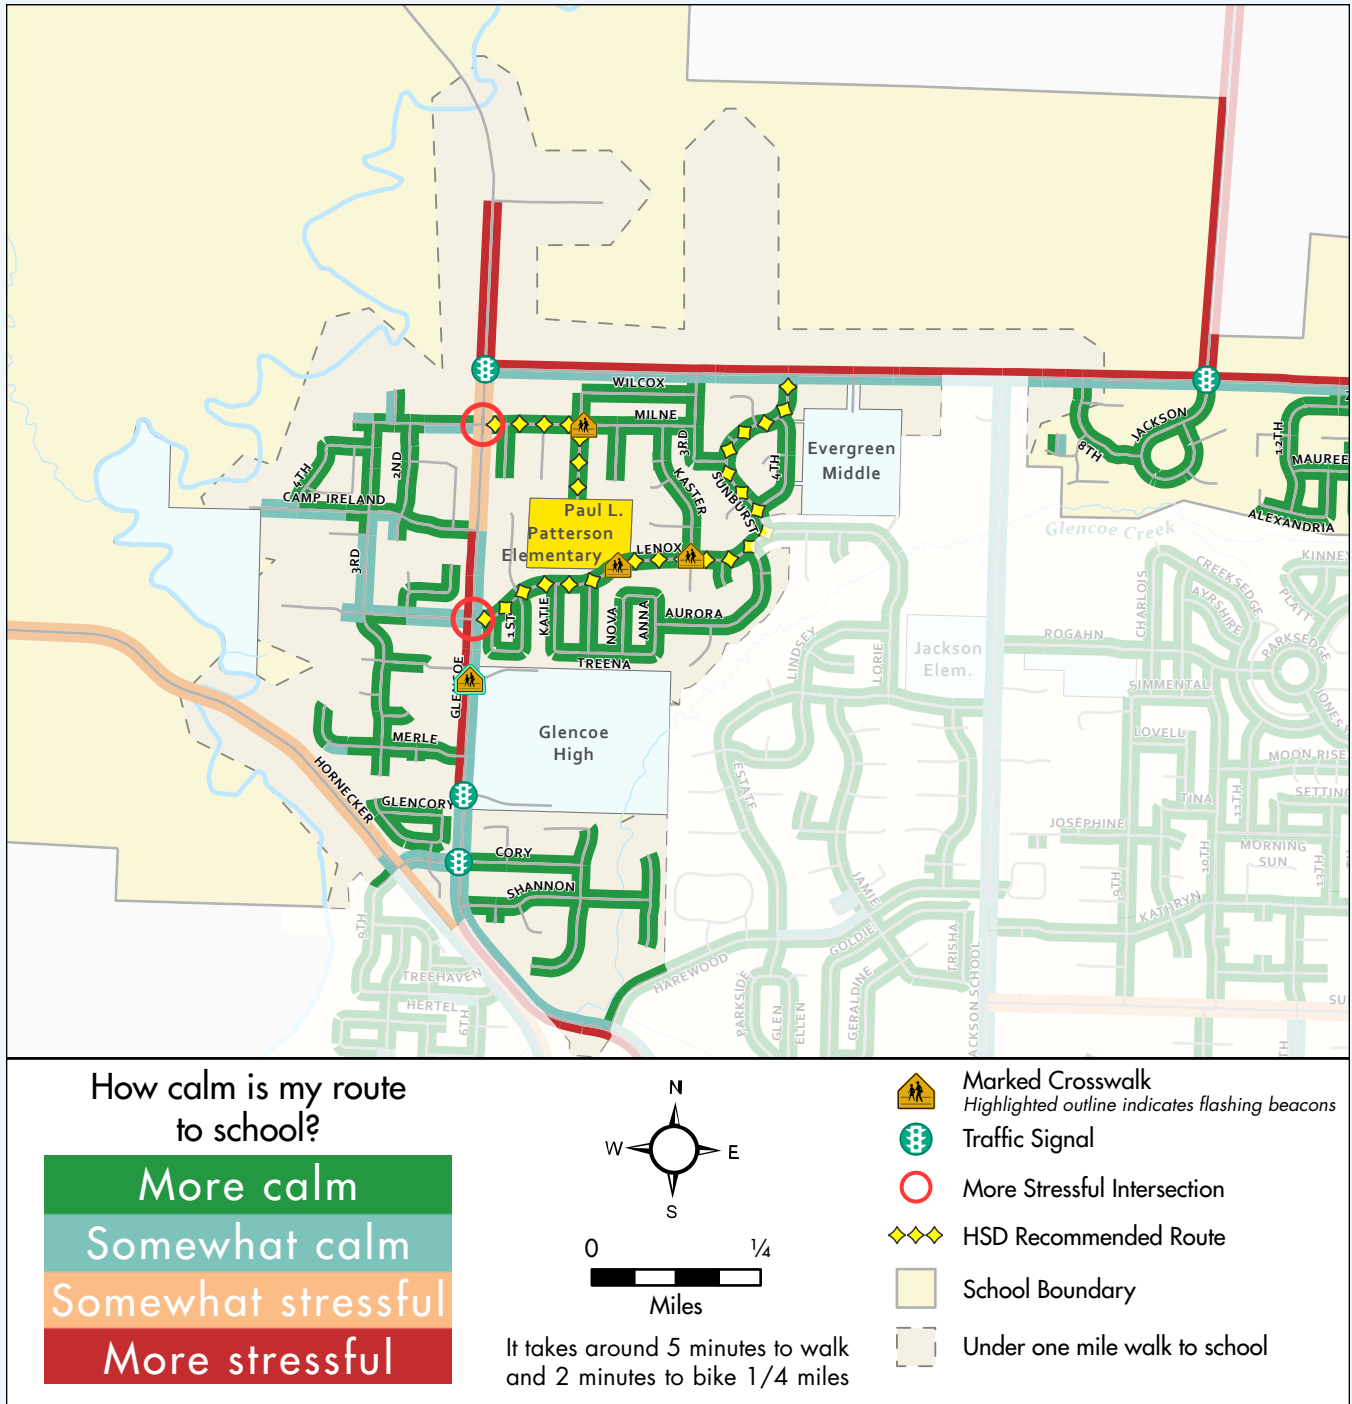 WILCOX
MILNE
3RD
4TH
KASTER
SUNBURST
Evergreen
Middle
4TH
2ND
CAMP IRELAND
3RD
Paul L.
Patterson
Elementary
LENOX
1ST
KATIE
NOVA
ANNA
AURORA
TREENA
GLENCOE
MERLE
HORNECKER
GLENCORY
CORY
SHANNON
Glencoe
High
JACKSON
8TH
12TH
MAUREE
ALEXANDRIA
Glencoe Creek
KINNEY
CREEKSEDGE
AYRSHIRE
PLATT
CHARLOIS
PARKSEDGE
ROGAHN
Jackson
Elem.
LINDSEY
LORIE
SIMMENTAL
JONES
LOVELL
MOON RISE
ESTATE
TINA
11TH
SETTING
JOSEPHINE
10TH
MORNING
SUN
13TH
9TH
KATHRYN
JAMIE
GOLDIE
TRISHA
JACKSON SCHOOL
HAREWOOD
PARKSIDE
GLEN
ELLEN
GERALDINE
9TH
TREEHAVEN
HERTEL
6TH
SU
TH
How calm is my route
to school?
More calm
Somewhat calm
Somewhat stressful
More stressful
N
W
E
S
0
¼
Miles
It takes around 5 minutes to walk
and 2 minutes to bike 1/4 miles
Marked Crosswalk
Highlighted outline indicates flashing beacons
Traffic Signal
More Stressful Intersection
HSD Recommended Route
School Boundary
Under one mile walk to school